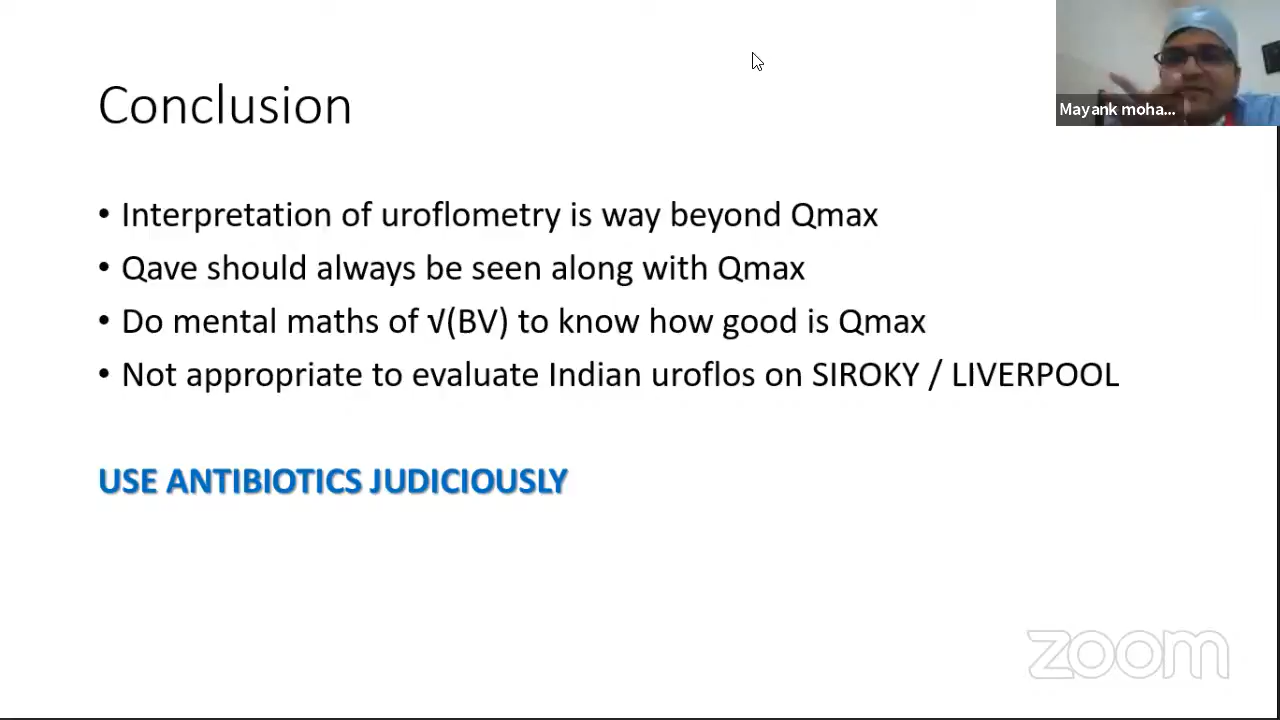 Conclusion
Mayank moha...
• Interpretation of uroflometry is way beyond Qmax
• Qave should always be seen along with Qmax
• Do mental maths of √(BV) to know how good is Qmax
• Not appropriate to evaluate Indian uroflos on SIROKY / LIVERPOOL
USE ANTIBIOTICS JUDICIOUSLY
zoom